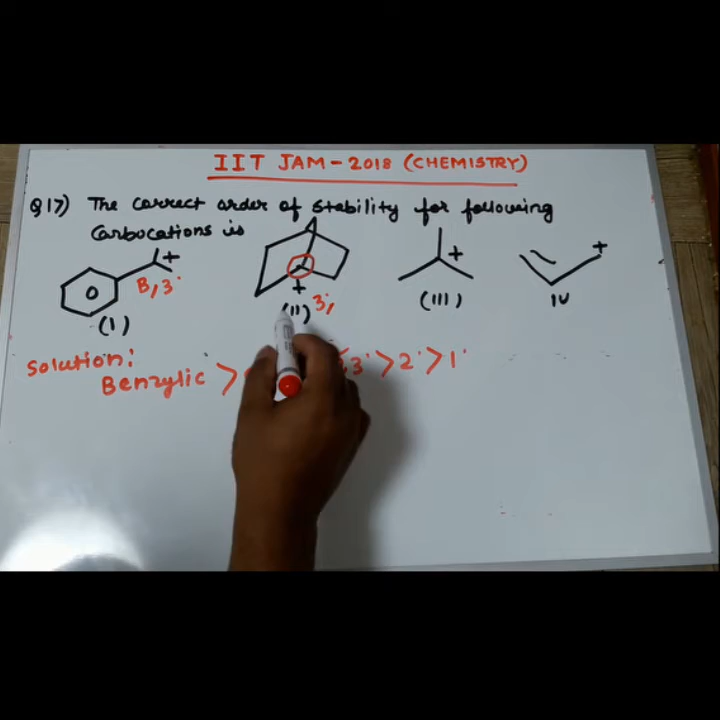 IIT JAM-2018 (CHEMISTRY)
Q17) The correct order of stability for following
Carbocations is
+
B, 3°
(I)
+
(II) 3°,
+
(III)
+
IV
Solution:
Benzylic > 3° > 2° > 1°